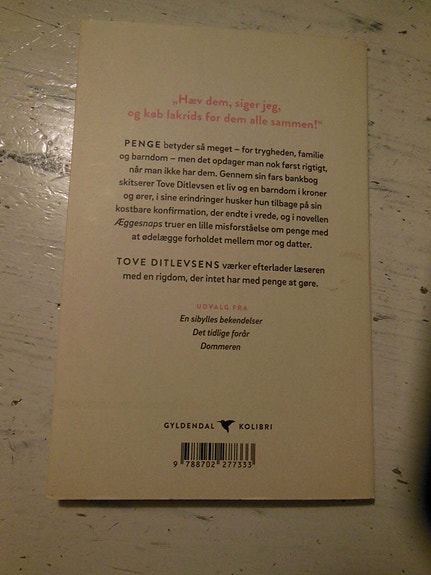 „Hæv dem, siger jeg,
og køb lakrids for dem alle sammen!"
PENGE betyder så meget – for trygheden, familie
og barndom – men det opdager man nok først rigtigt,
når man ikke har dem. Gennem sin fars bankbog
skitserer Tove Ditlevsen et liv og en barndom i kroner
og ører, i sine erindringer husker hun tilbage på sin
kostbare konfirmation, der endte i vrede, og i novellen
Æggesnaps truer en lille misforståelse om penge med
at ødelægge forholdet mellem mor og datter.
TOVE DITLEVSENS værker efterlader læseren
med en rigdom, der intet har med penge at gøre.
UDVALG FRA
En sibylles bekendelser
Det tidlige forår
Dommeren
GYLDENDAL KOLIBRI
9 788702 277333